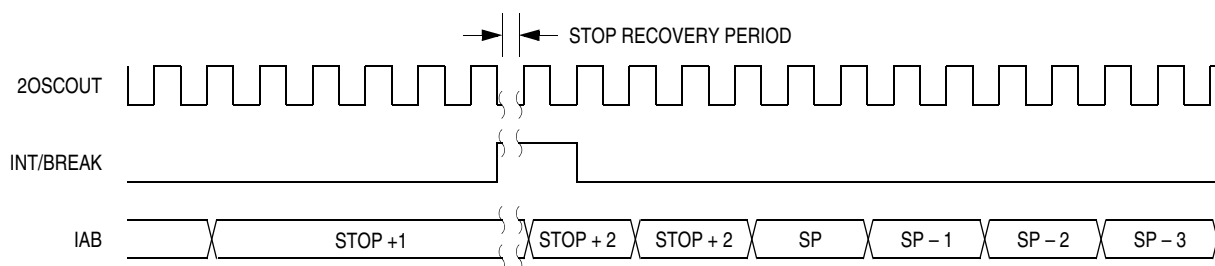 STOP RECOVERY PERIOD
2OSCOUT
INT/BREAK
IAB
STOP +1
STOP + 2
STOP + 2
SP
SP – 1
SP – 2
SP – 3